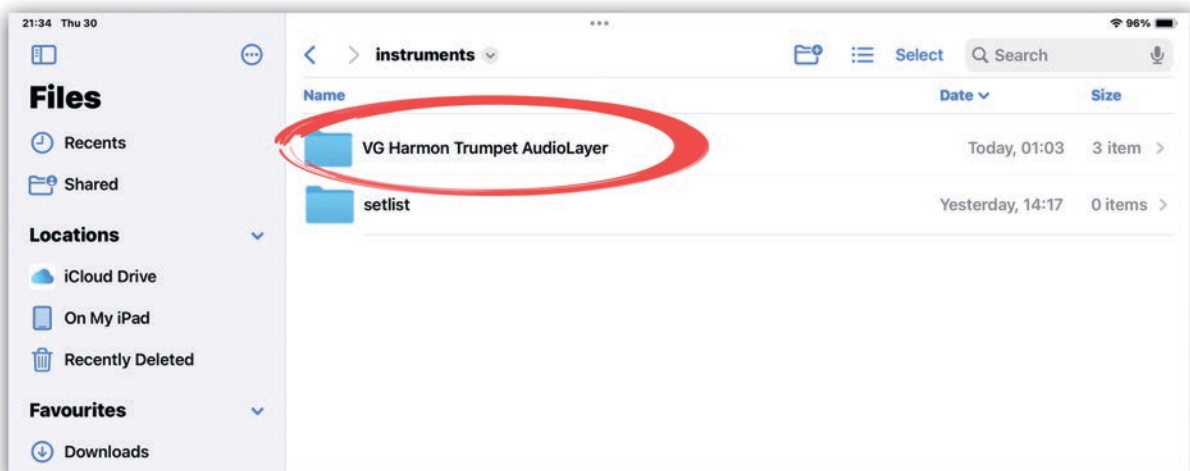 21:34 Thu 30
96%
instruments
Select
Search
Files
Name
Date
Size
Recents
VG Harmon Trumpet AudioLayer
Today, 01:03
3 item
Shared
setlist
Yesterday, 14:17
0 items
Locations
iCloud Drive
On My iPad
Recently Deleted
Favourites
Downloads